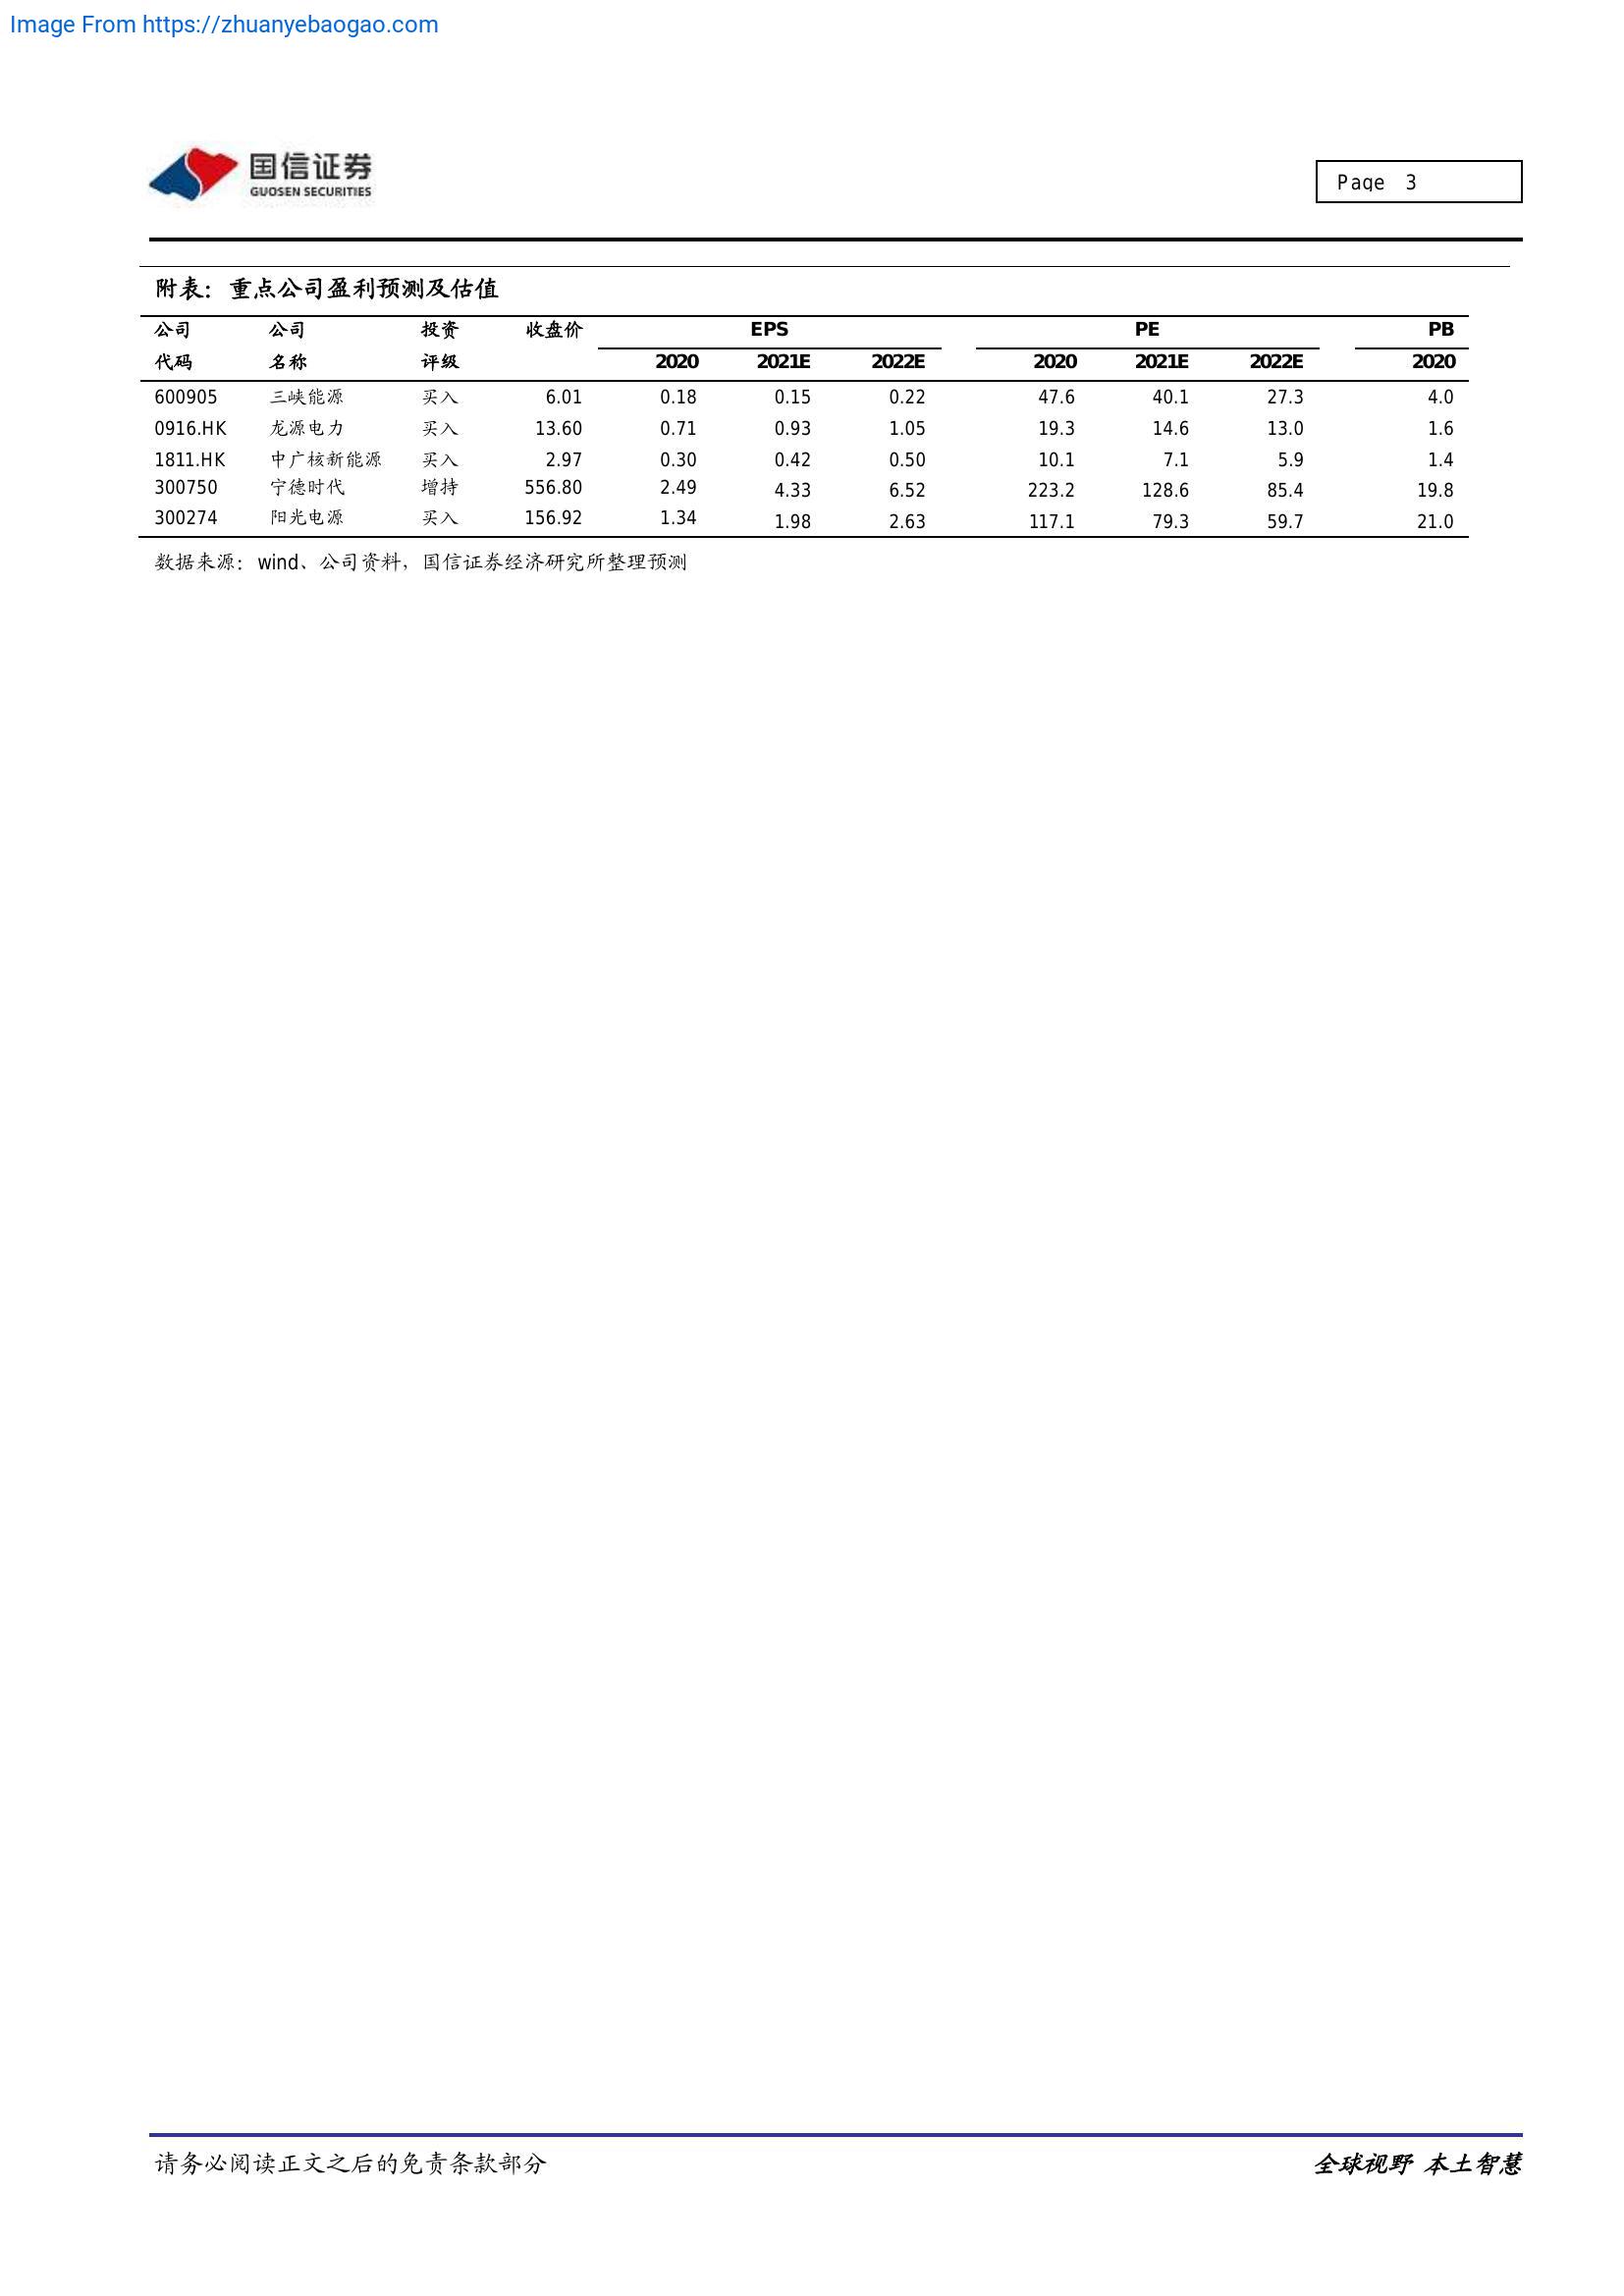 Image From https://zhuanyebaogao.com
国信证券
GUOSEN SECURITIES
Page 3
附表：重点公司盈利预测及估值
公司 公司 投资 收盘价 EPS PE PB
代码 名称 评级 2020 2021E 2022E 2020 2021E 2022E 2020
600905 三峡能源 买入 6.01 0.18 0.15 0.22 47.6 40.1 27.3 4.0
0916.HK 龙源电力 买入 13.60 0.71 0.93 1.05 19.3 14.6 13.0 1.6
1811.HK 中广核新能源 买入 2.97 0.30 0.42 0.50 10.1 7.1 5.9 1.4
300750 宁德时代 增持 556.80 2.49 4.33 6.52 223.2 128.6 85.4 19.8
300274 阳光电源 买入 156.92 1.34 1.98 2.63 117.1 79.3 59.7 21.0
数据来源：wind、公司资料，国信证券经济研究所整理预测
请务必阅读正文之后的免责条款部分 全球视野 本土智慧